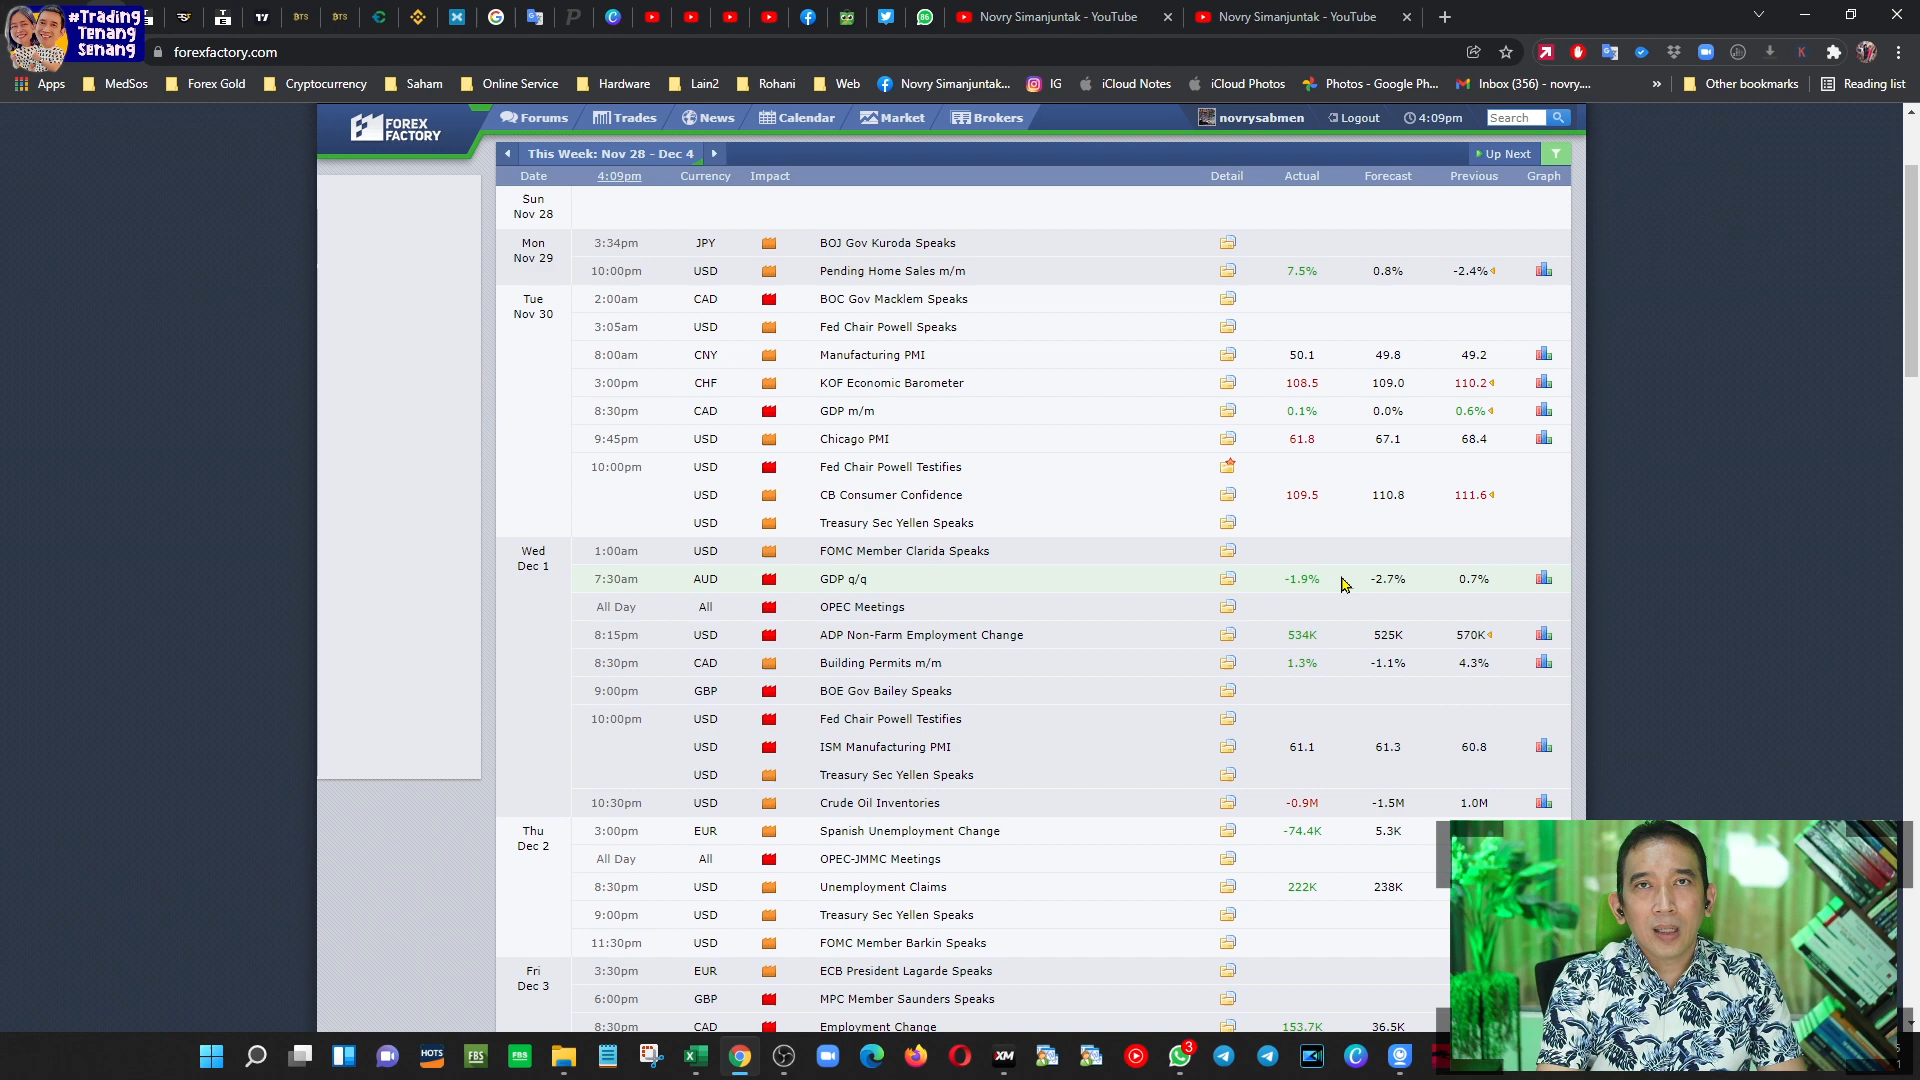 #Trading
Tenang
Senang
Novry Simanjuntak - YouTube
Novry Simanjuntak - YouTube
forexfactory.com
Apps MedSos Forex Gold Cryptocurrency Saham Online Service Hardware Lain2 Rohani Web Novry Simanjuntak... IG iCloud Notes iCloud Photos Photos - Google Ph... Inbox (356) - novry.... » Other bookmarks Reading list
FOREX
FACTORY
Forums Trades News Calendar Market Brokers novrysabmen Logout 4:09pm Search
This Week: Nov 28 - Dec 4 Up Next
Date 4:09pm Currency Impact Detail Actual Forecast Previous Graph
Sun
Nov 28
Mon
Nov 29
3:34pm JPY BOJ Gov Kuroda Speaks
10:00pm USD Pending Home Sales m/m 7.5% 0.8% -2.4%
Tue
Nov 30
2:00am CAD BOC Gov Macklem Speaks
3:05am USD Fed Chair Powell Speaks
8:00am CNY Manufacturing PMI 50.1 49.8 49.2
3:00pm CHF KOF Economic Barometer 108.5 109.0 110.2
8:30pm CAD GDP m/m 0.1% 0.0% 0.6%
9:45pm USD Chicago PMI 61.8 67.1 68.4
10:00pm USD Fed Chair Powell Testifies
USD CB Consumer Confidence 109.5 110.8 111.6
USD Treasury Sec Yellen Speaks
Wed
Dec 1
1:00am USD FOMC Member Clarida Speaks
7:30am AUD GDP q/q -1.9% -2.7% 0.7%
All Day All OPEC Meetings
8:15pm USD ADP Non-Farm Employment Change 534K 525K 570K
8:30pm CAD Building Permits m/m 1.3% -1.1% 4.3%
9:00pm GBP BOE Gov Bailey Speaks
10:00pm USD Fed Chair Powell Testifies
USD ISM Manufacturing PMI 61.1 61.3 60.8
USD Treasury Sec Yellen Speaks
10:30pm USD Crude Oil Inventories -0.9M -1.5M 1.0M
Thu
Dec 2
3:00pm EUR Spanish Unemployment Change -74.4K 5.3K
All Day All OPEC-JMMC Meetings
8:30pm USD Unemployment Claims 222K 238K
9:00pm USD Treasury Sec Yellen Speaks
11:30pm USD FOMC Member Barkin Speaks
Fri
Dec 3
3:30pm EUR ECB President Lagarde Speaks
6:00pm GBP MPC Member Saunders Speaks
8:30pm CAD Employment Change 153.7K 36.5K
HOTS FBS FBS XM 3